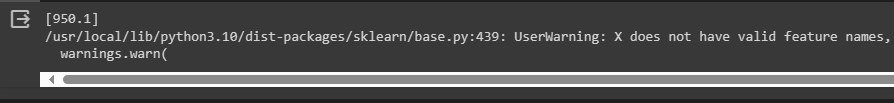 [950.1]
/usr/local/lib/python3.10/dist-packages/sklearn/base.py:439: UserWarning: X does not have valid feature names,
  warnings.warn(